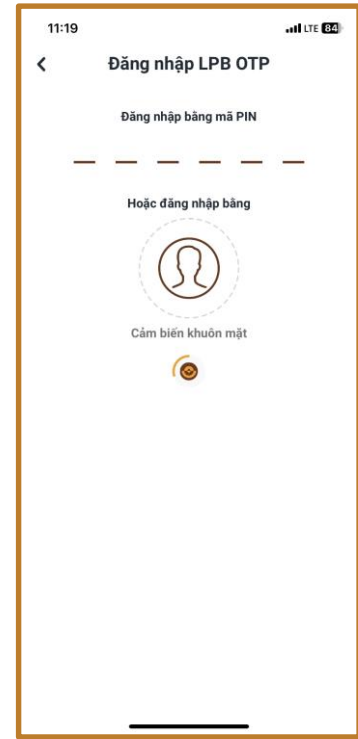 11:19
LTE 84
Đăng nhập LPB OTP
Đăng nhập bằng mã PIN
Hoặc đăng nhập bằng
Cảm biến khuôn mặt